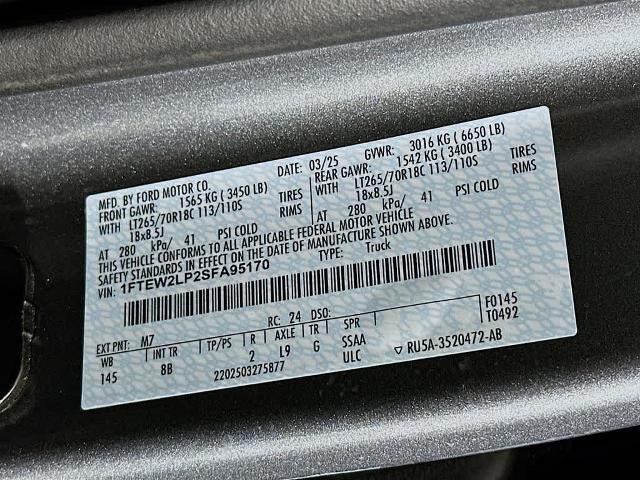 MFD. BY FORD MOTOR CO. DATE: 03/25 GVWR: 3016 KG ( 6650 LB)
FRONT GAWR: 1565 KG ( 3450 LB) REAR GAWR: 1542 KG ( 3400 LB)
WITH LT265/70R18C 113/110S TIRES WITH LT265/70R18C 113/110S TIRES
18x8.5J RIMS 18x8.5J RIMS
AT 280 kPa/ 41 PSI COLD AT 280 kPa/ 41 PSI COLD
THIS VEHICLE CONFORMS TO ALL APPLICABLE FEDERAL MOTOR VEHICLE
SAFETY STANDARDS IN EFFECT ON THE DATE OF MANUFACTURE SHOWN ABOVE.
VIN: 1FTEW2LP2SFA95170 TYPE: Truck
F0145
T0492
EXT PNT: M7 RC: 24 DSO:
WB INT TR TP/PS R AXLE TR SPR
145 8B 2 L9 G SSAA
ULC ▽ RU5A-3520472-AB
2202503275877